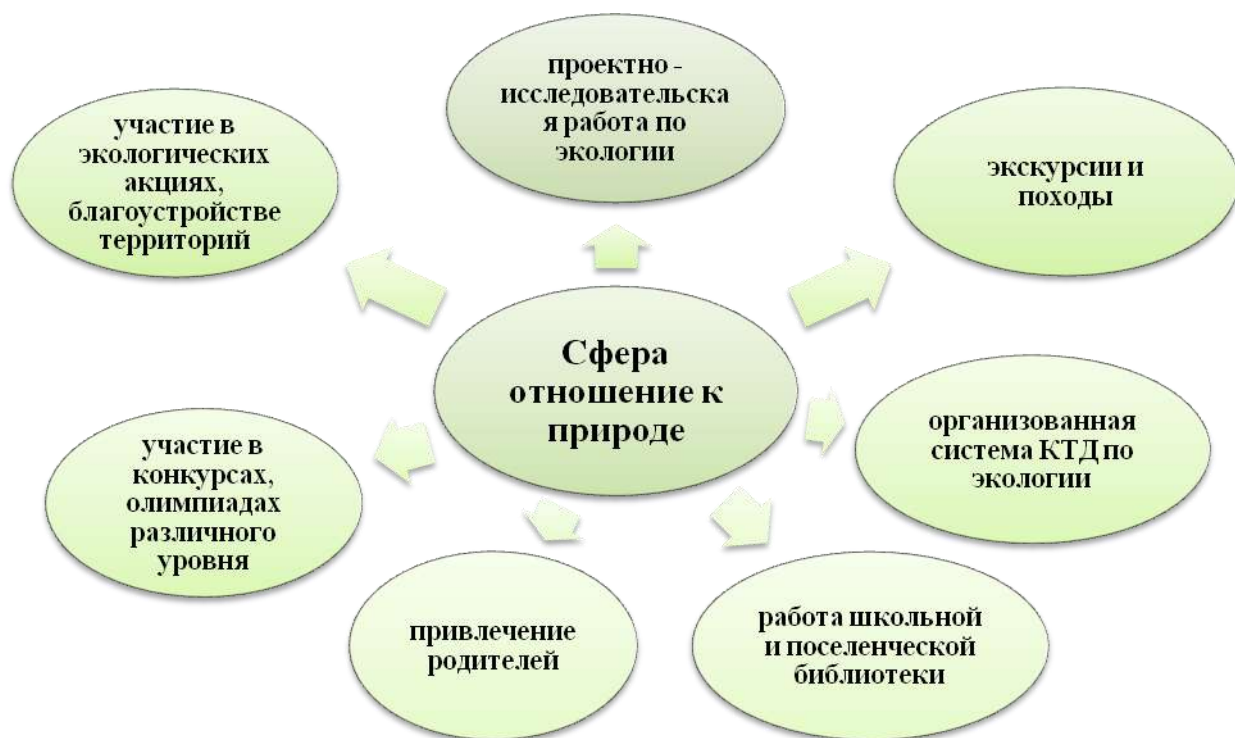 проектно -
исследовательска
я работа по
экологии
участие в
экологических
акциях,
благоустройстве
территорий
экскурсии и
походы
Сфера
отношение к
природе
организованная
система КТД по
экологии
участие в
конкурсах,
олимпиадах
различного
уровня
привлечение
родителей
работа школьной
и поселенческой
библиотеки